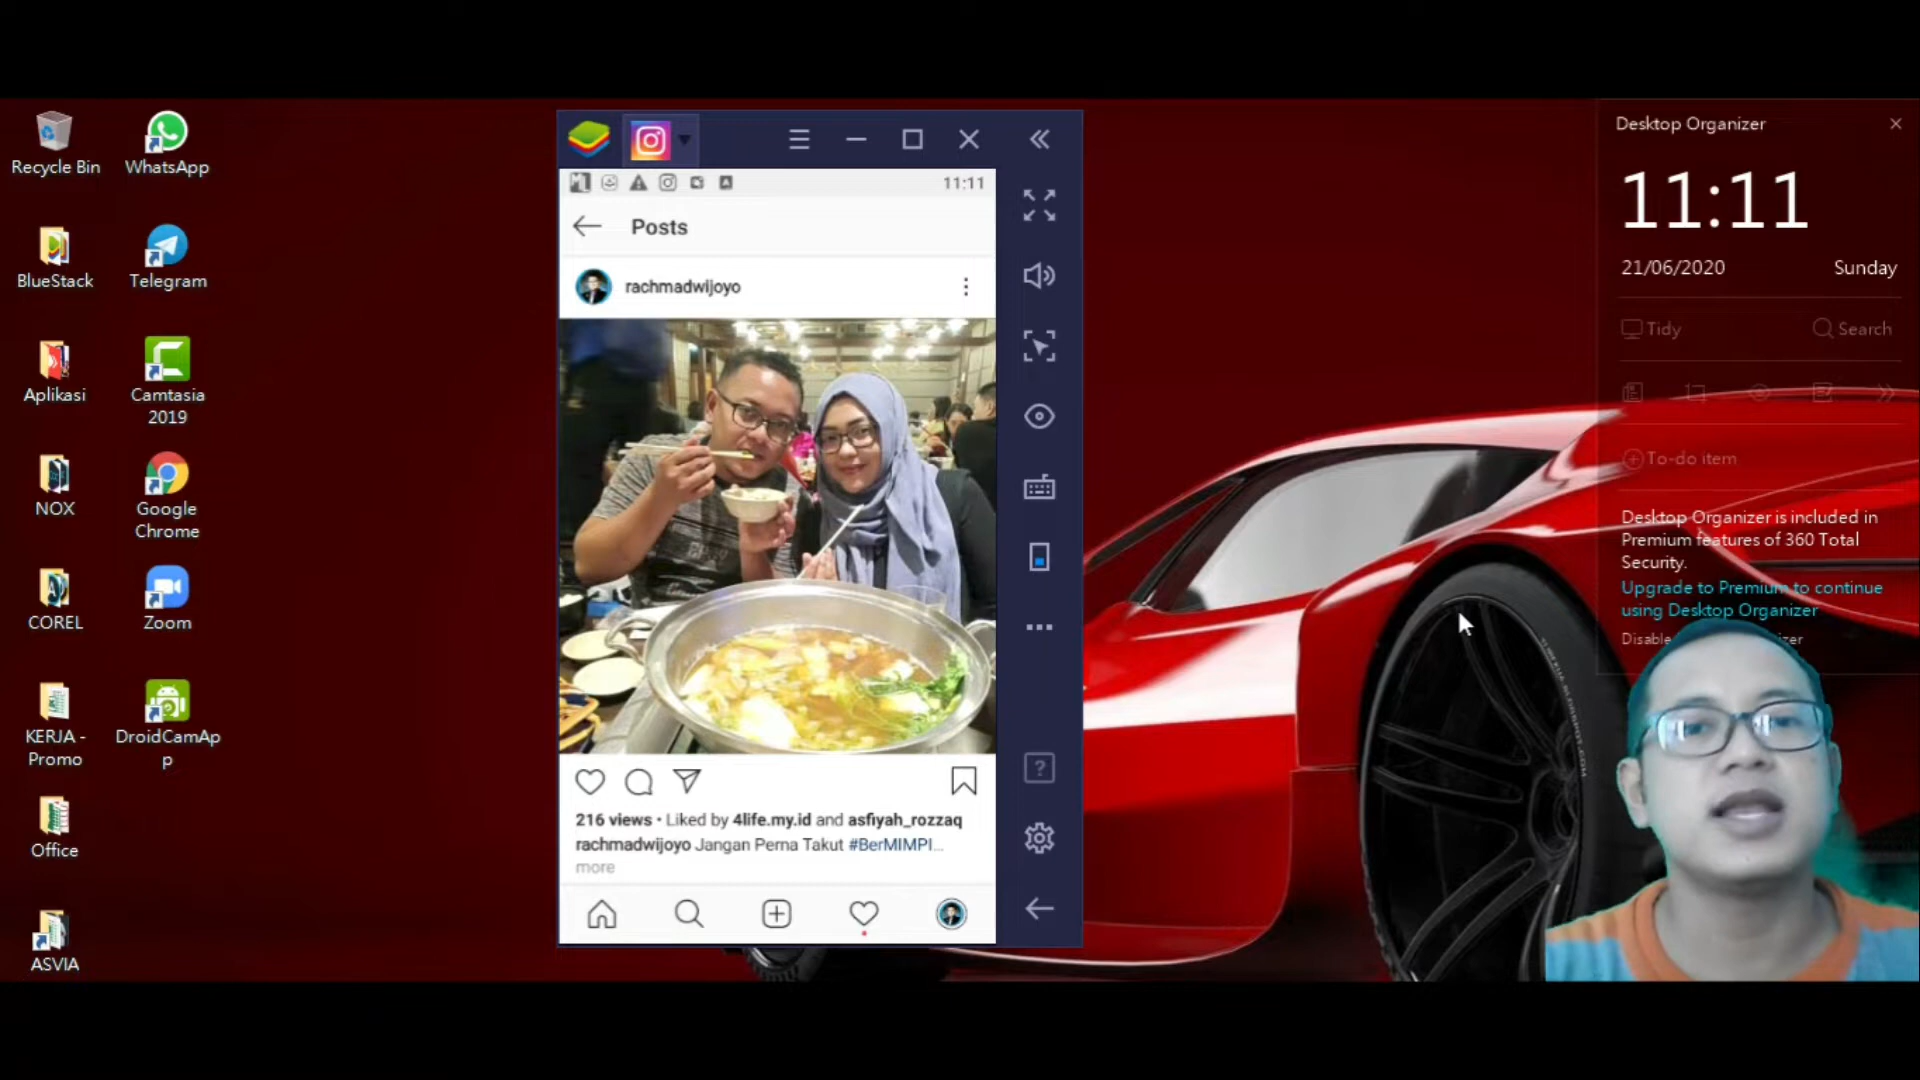 Recycle Bin
WhatsApp
BlueStack
Telegram
Aplikasi
Camtasia
2019
NOX
Google
Chrome
COREL
Zoom
KERJA -
Promo
DroidCamAp
p
Office
ASVIA
11:11
Posts
rachmadwijoyo
216 views • Liked by 4life.my.id and asfiyah_rozzaq
rachmadwijoyo Jangan Perna Takut #BerMIMPI...
more
Desktop Organizer
11:11
21/06/2020 Sunday
Tidy Search
To-do item
Desktop Organizer is included in
Premium features of 360 Total
Security.
Upgrade to Premium to continue
using Desktop Organizer
Disable